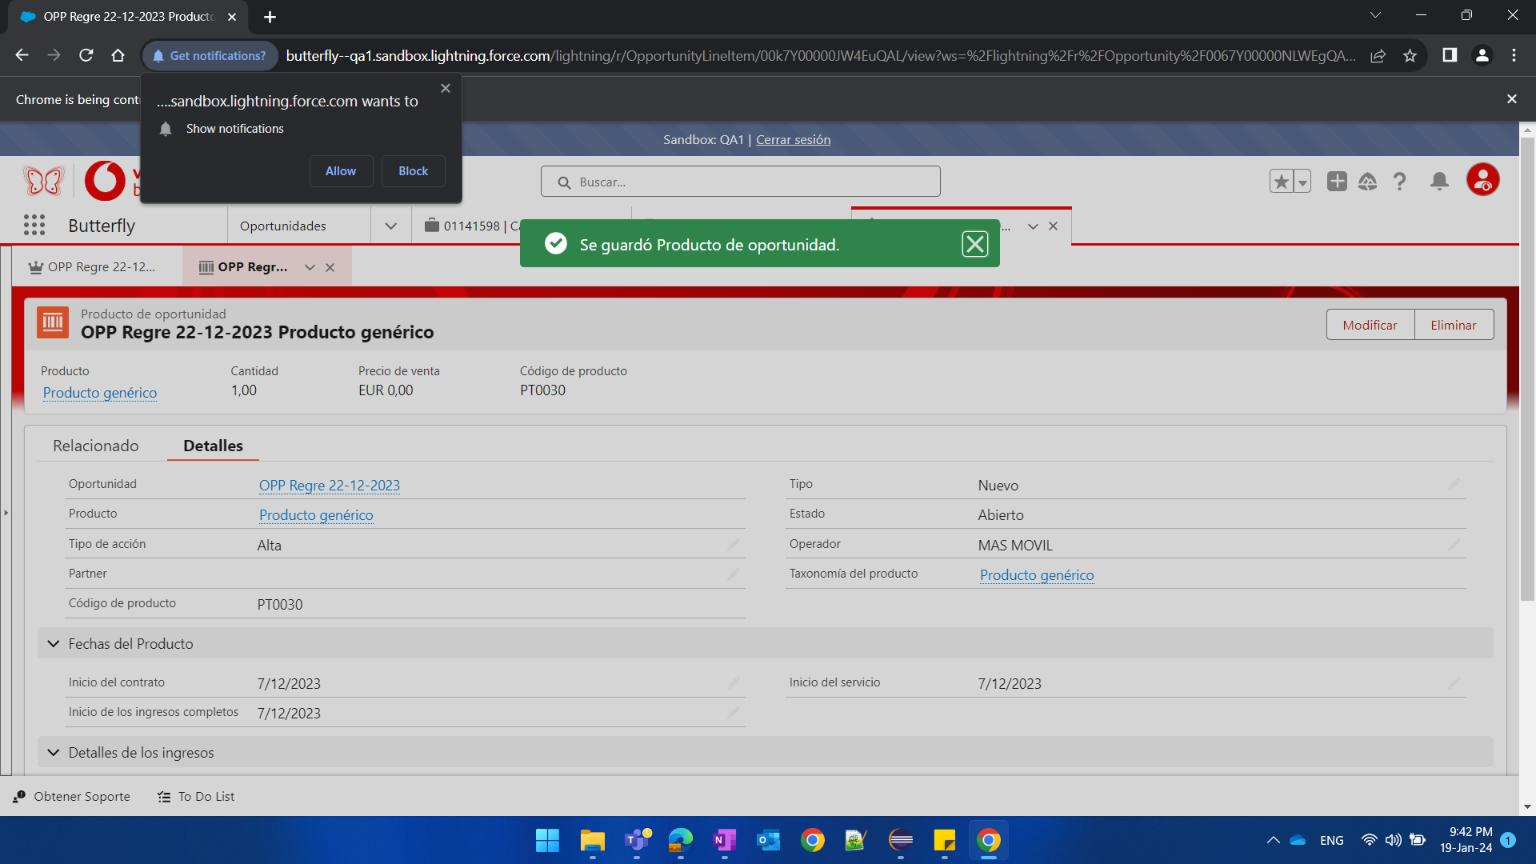 OPP Regre 22-12-2023 Producto
Get notifications?
butterfly--qa1.sandbox.lightning.force.com/lightning/r/OpportunityLineItem/00k7Y00000JW4EuQAL/view?ws=%2Flightning%2Fr%2FOpportunity%2F0067Y00000NLWEgQA...
Chrome is being cont
....sandbox.lightning.force.com wants to
Show notifications
Allow
Block
Sandbox: QA1 | Cerrar sesión
Buscar...
Butterfly
Oportunidades
01141598 | C
...
Se guardó Producto de oportunidad.
OPP Regre 22-12...
OPP Regr...
Producto de oportunidad
OPP Regre 22-12-2023 Producto genérico
Modificar
Eliminar
Producto
Cantidad
Precio de venta
Código de producto
Producto genérico
1,00
EUR 0,00
PT0030
Relacionado
Detalles
Oportunidad
OPP Regre 22-12-2023
Tipo
Nuevo
Producto
Producto genérico
Estado
Abierto
Tipo de acción
Alta
Operador
MAS MOVIL
Partner
Taxonomía del producto
Producto genérico
Código de producto
PT0030
Fechas del Producto
Inicio del contrato
7/12/2023
Inicio del servicio
7/12/2023
Inicio de los ingresos completos
7/12/2023
Detalles de los ingresos
Obtener Soporte
To Do List
ENG
9:42 PM
19-Jan-24
1